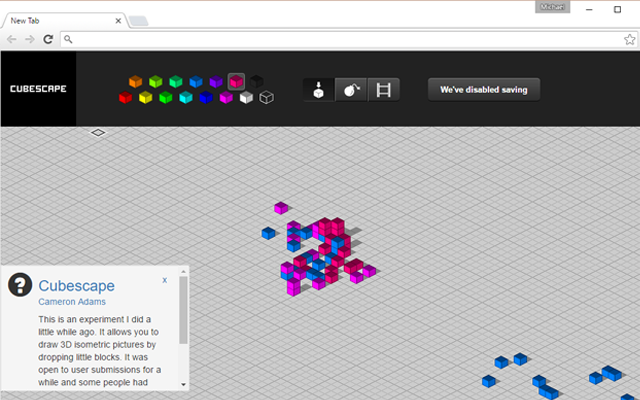 Michael
New Tab
CUBESCAPE
We've disabled saving
Cubescape
x
Cameron Adams
This is an experiment I did a
little while ago. It allows you to
draw 3D isometric pictures by
dropping little blocks. It was
open to user submissions for a
while and some people had